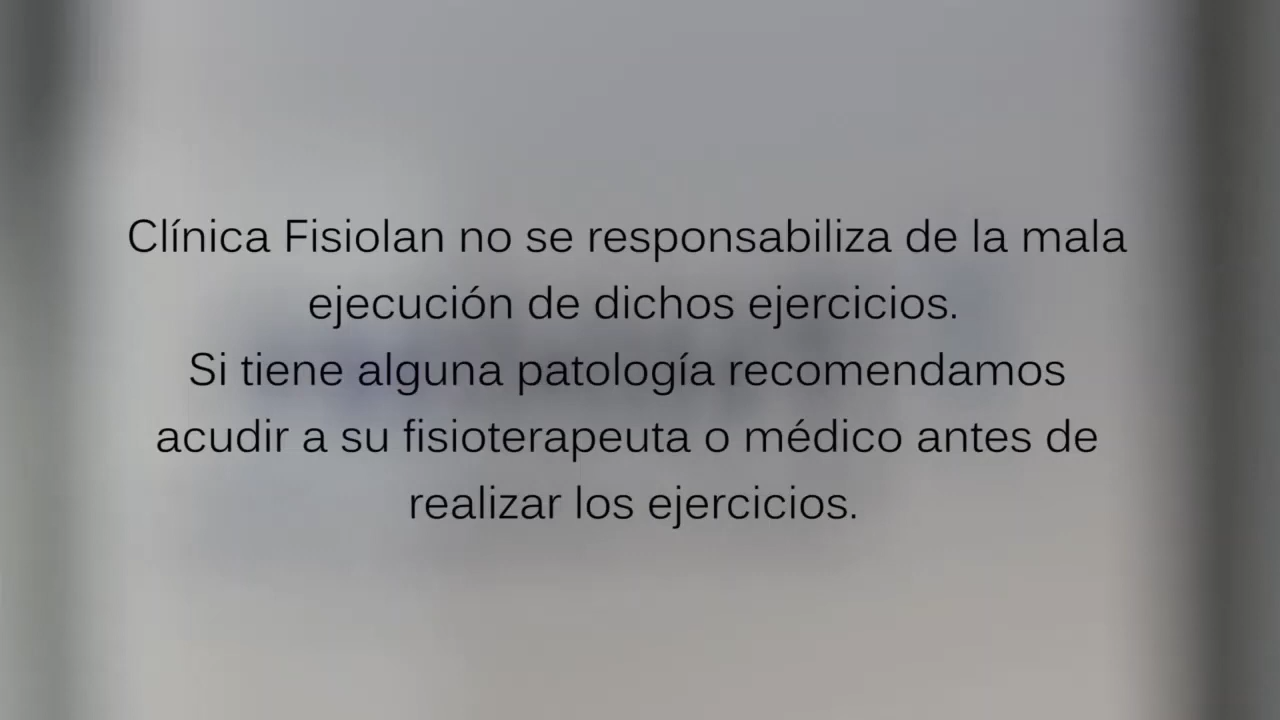 Clínica Fisiolan no se responsabiliza de la mala
ejecución de dichos ejercicios.
Si tiene alguna patología recomendamos
acudir a su fisioterapeuta o médico antes de
realizar los ejercicios.